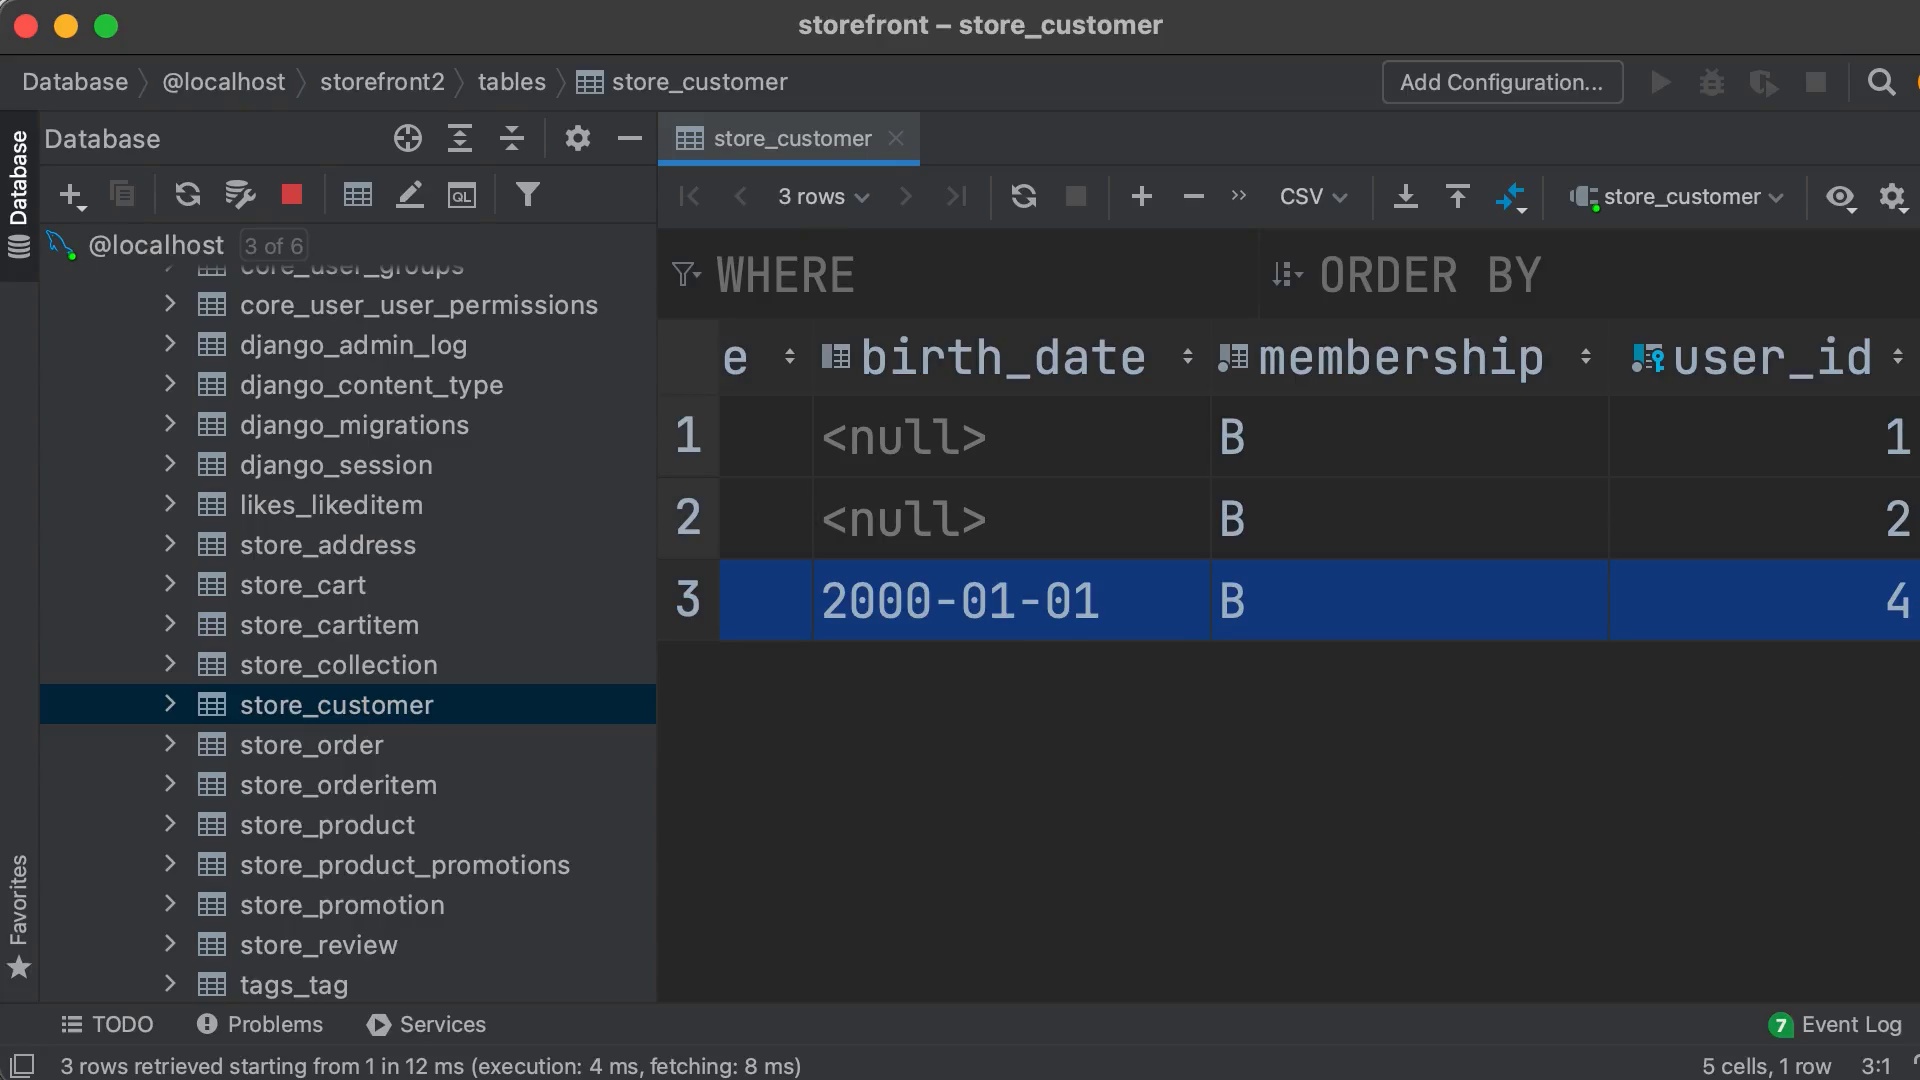 storefront – store_customer
Database
@localhost
storefront2
tables
store_customer
Add Configuration...
Database
Database
store_customer
QL
3 rows
CSV
store_customer
@localhost 3 of 6
WHERE
ORDER BY
core_user_groups
core_user_user_permissions
django_admin_log
django_content_type
django_migrations
django_session
likes_likeditem
store_address
store_cart
store_cartitem
store_collection
store_customer
store_order
store_orderitem
store_product
store_product_promotions
store_promotion
store_review
tags_tag
e birth_date membership user_id
1 <null> B 1
2 <null> B 2
3 2000-01-01 B 4
Favorites
TODO
Problems
Services
7 Event Log
3 rows retrieved starting from 1 in 12 ms (execution: 4 ms, fetching: 8 ms)
5 cells, 1 row 3:1